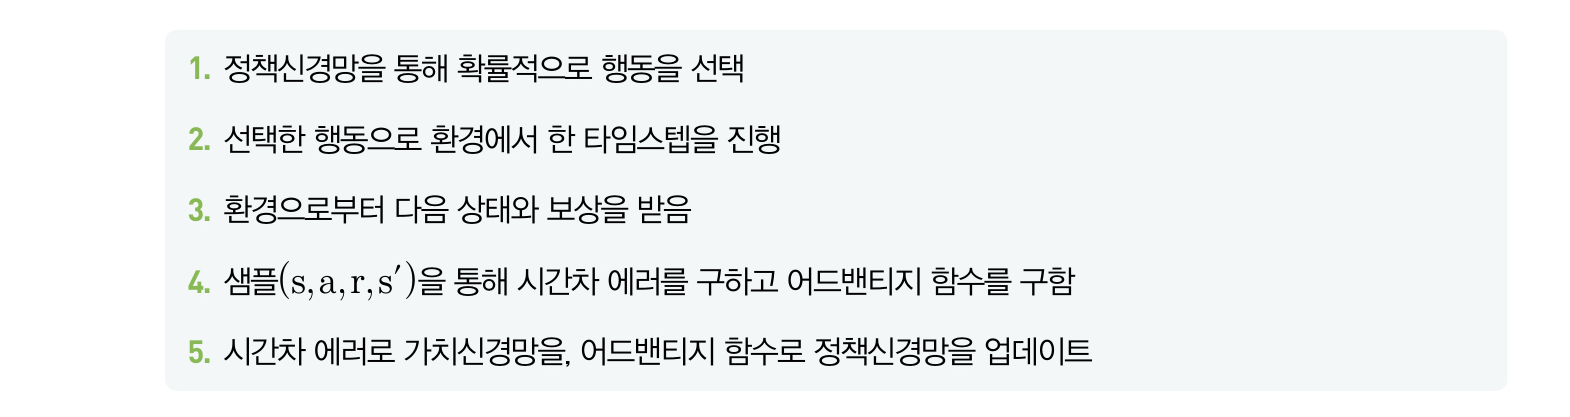 1. 정책신경망을 통해 확률적으로 행동을 선택
2. 선택한 행동으로 환경에서 한 타임스텝을 진행
3. 환경으로부터 다음 상태와 보상을 받음
4. 샘플(s, a, r, s′)을 통해 시간차 에러를 구하고 어드밴티지 함수를 구함
5. 시간차 에러로 가치신경망을, 어드밴티지 함수로 정책신경망을 업데이트